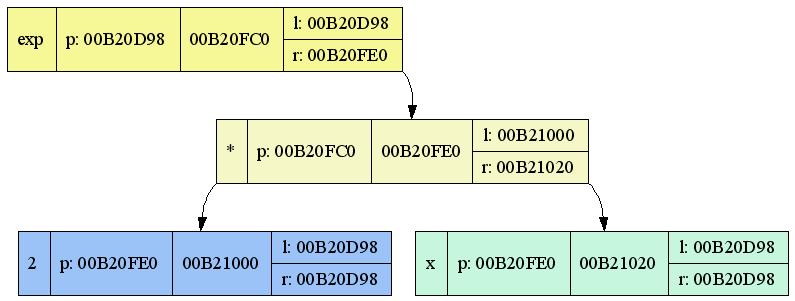 exp p: 00B20D98 00B20FC0 l: 00B20D98
r: 00B20FE0
* p: 00B20FC0 00B20FE0 l: 00B21000
r: 00B21020
2 p: 00B20FE0 00B21000 l: 00B20D98
r: 00B20D98
x p: 00B20FE0 00B21020 l: 00B20D98
r: 00B20D98